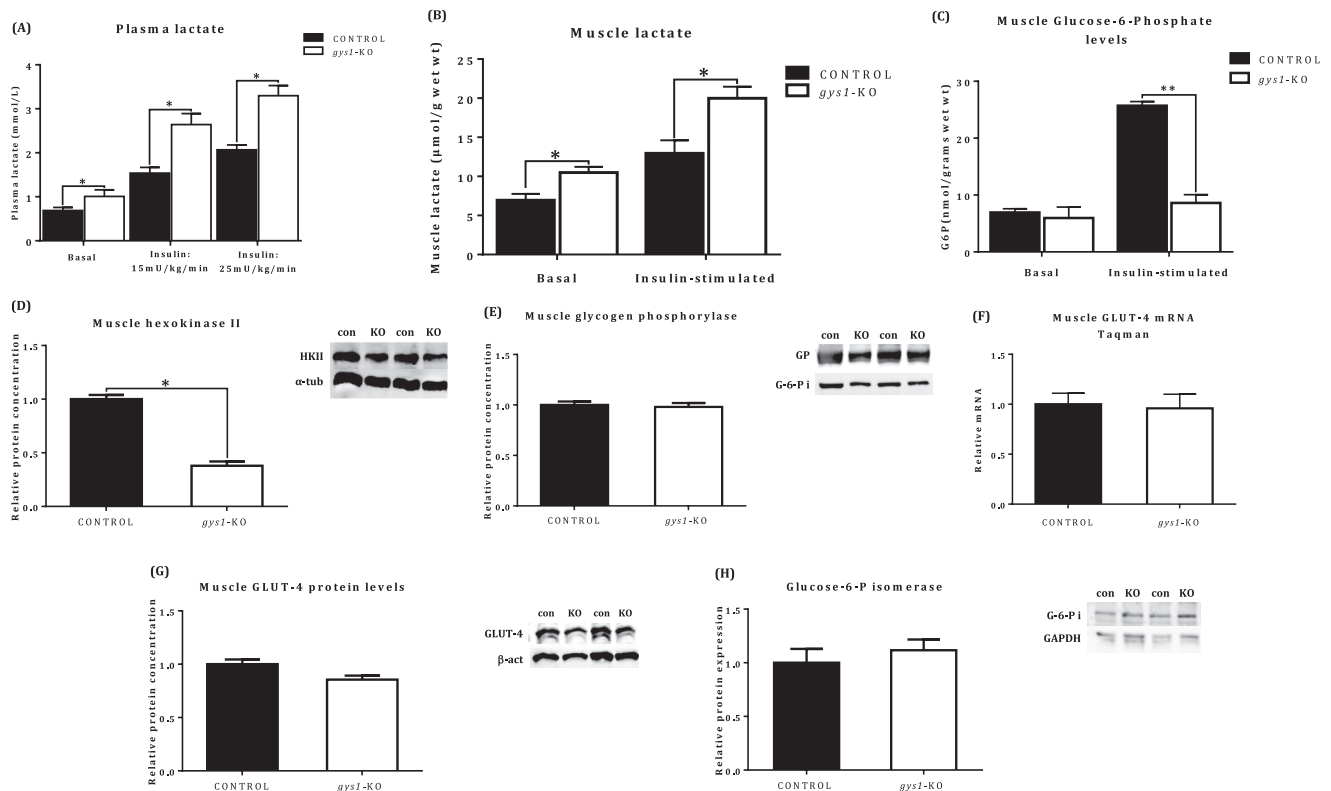 (A)
Plasma lactate
CONTROL
gys1-KO
Plasma lactate (mmol/L)
4
3
2
1
0
*
*
*
Basal
Insulin:
15mU/kg/min
Insulin:
25mU/kg/min
(B)
Muscle lactate
CONTROL
gys1-KO
Muscle lactate (µmol/g wet wt)
25
20
15
10
5
0
*
*
Basal
Insulin-stimulated
(C)
Muscle Glucose-6-Phosphate
levels
CONTROL
gys1-KO
G6P(nmol/grams wet wt)
30
20
10
0
**
Basal
Insulin-stimulated
(D)
Muscle hexokinase II
Relative protein concentration
1.5
1.0
0.5
0.0
*
CONTROL
gys1-KO
con KO con KO
HKII
α-tub
(E)
Muscle glycogen phosphorylase
Relative protein concentration
1.5
1.0
0.5
0.0
CONTROL
gys1-KO
con KO con KO
GP
G-6-P i
(F)
Muscle GLUT-4 mRNA
Taqman
Relative mRNA
1.5
1.0
0.5
0.0
CONTROL
gys1-KO
(G)
Muscle GLUT-4 protein levels
Relative protein concentration
1.5
1.0
0.5
0.0
CONTROL
gys1-KO
con KO con KO
GLUT-4
β-act
(H)
Glucose-6-P isomerase
Relative protein expression
1.5
1.0
0.5
0.0
CONTROL
gys1-KO
con KO con KO
G-6-P i
GAPDH